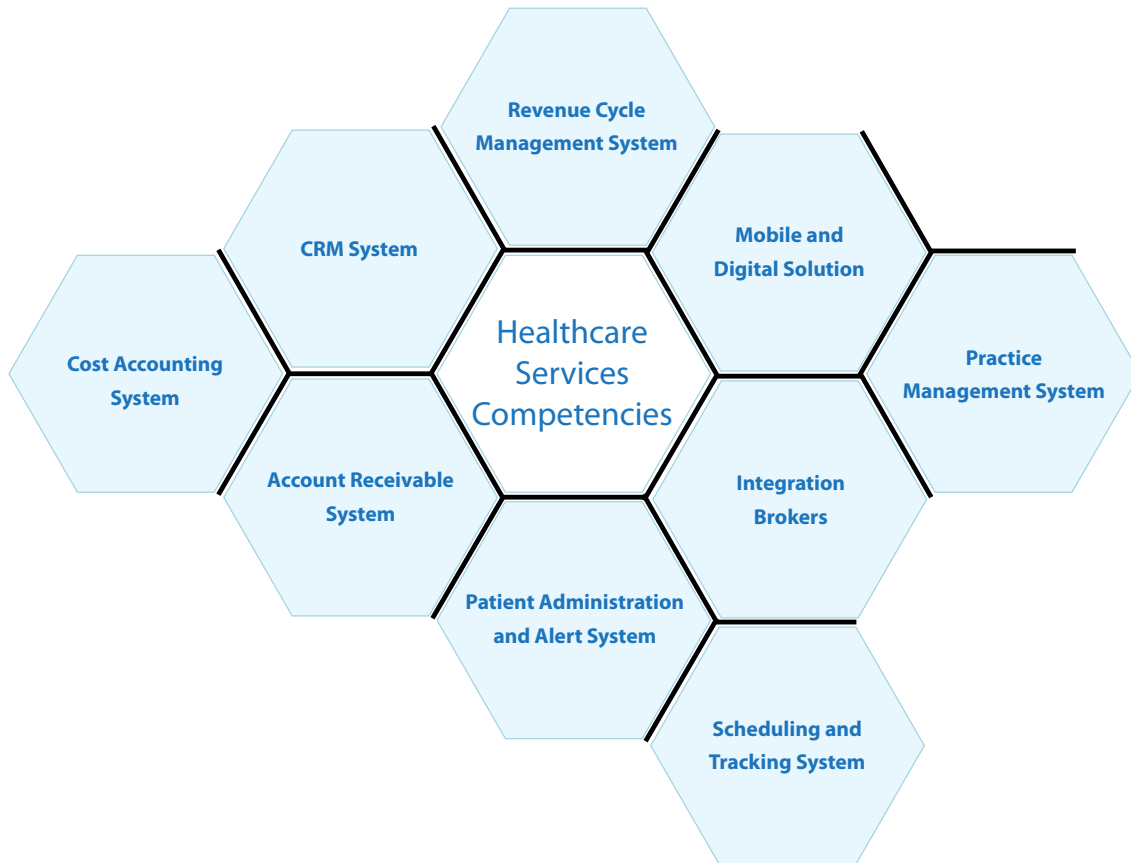 Revenue Cycle
Management System
CRM System
Mobile and
Digital Solution
Healthcare
Services
Competencies
Cost Accounting
System
Practice
Management System
Account Receivable
System
Integration
Brokers
Patient Administration
and Alert System
Scheduling and
Tracking System